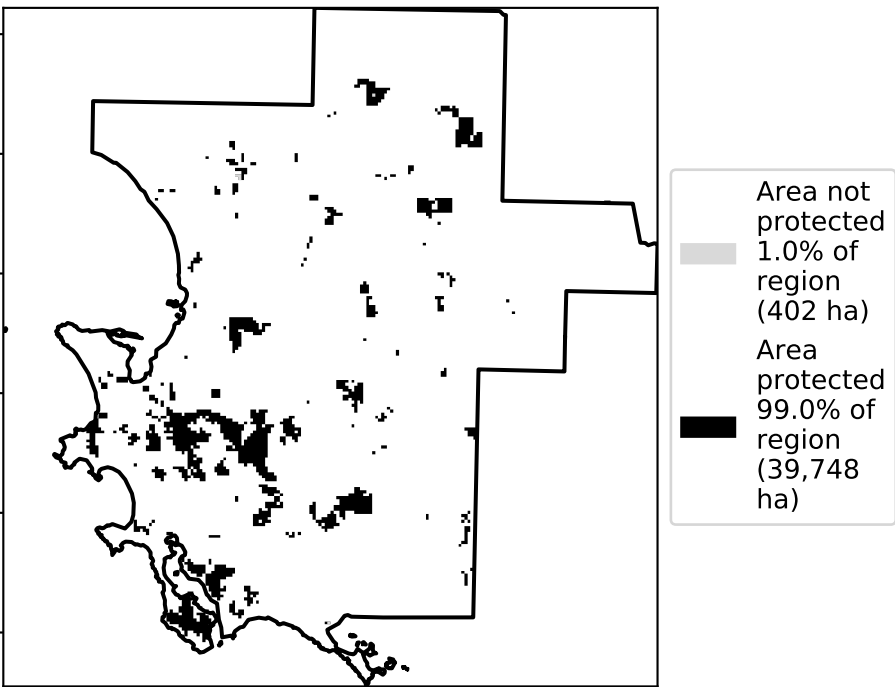 Area not
protected
1.0% of
region
(402 ha)
Area
protected
99.0% of
region
(39,748
ha)